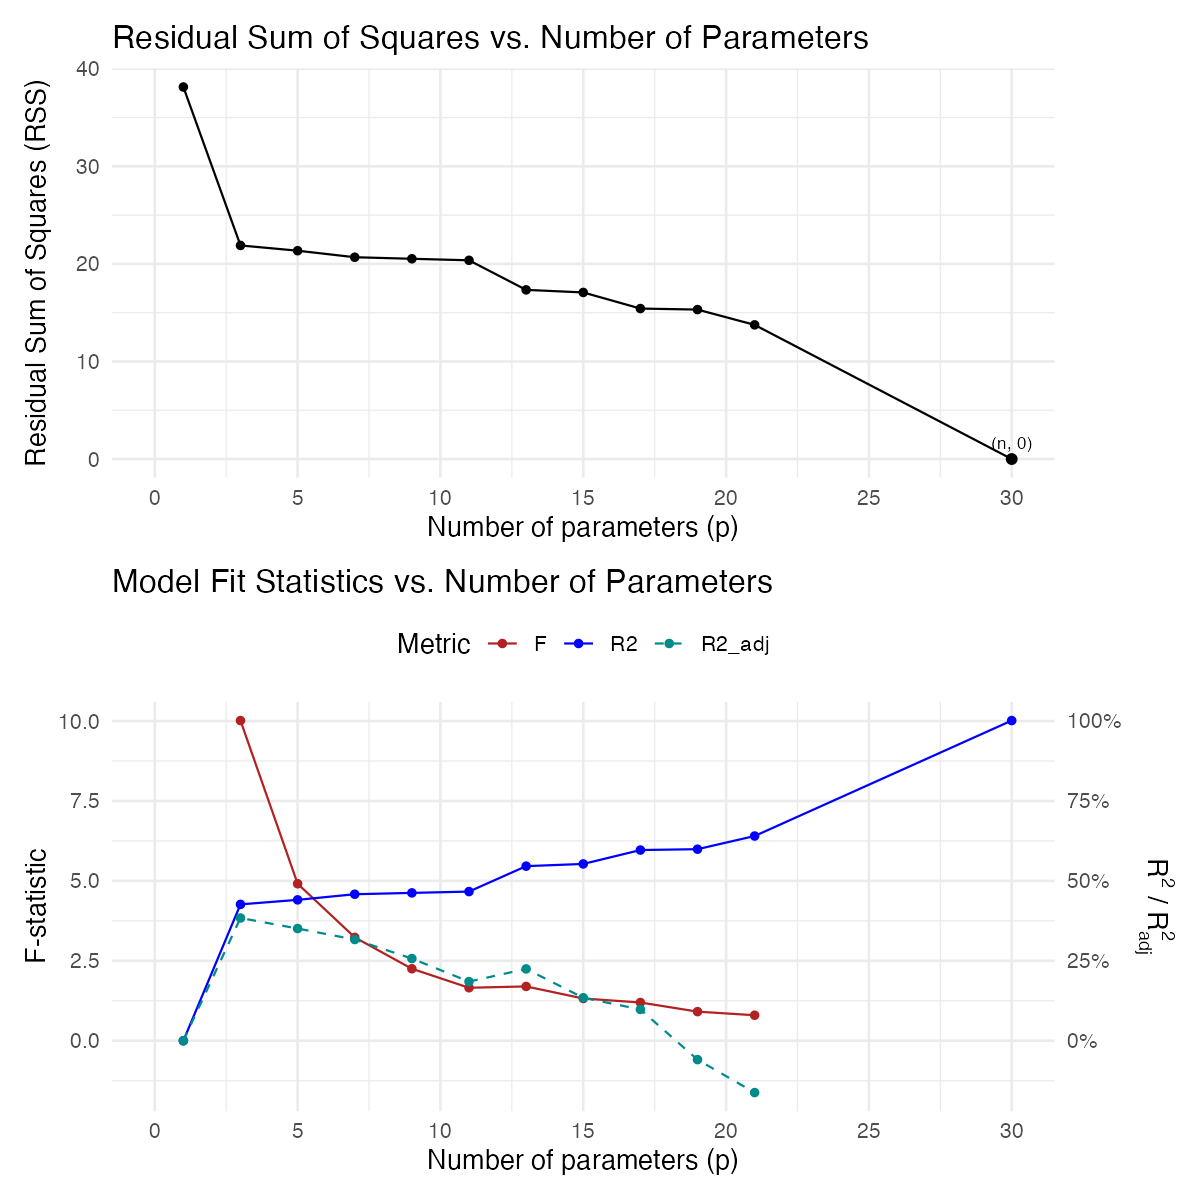 Residual Sum of Squares vs. Number of Parameters
Residual Sum of Squares (RSS)
40
30
20
10
0
(n, 0)
0 5 10 15 20 25 30
Number of parameters (p)
Model Fit Statistics vs. Number of Parameters
Metric F R2 R2_adj
F-statistic
10.0
7.5
5.0
2.5
0.0
100%
75%
50%
25%
0%
R² / R²adj
0 5 10 15 20 25 30
Number of parameters (p)